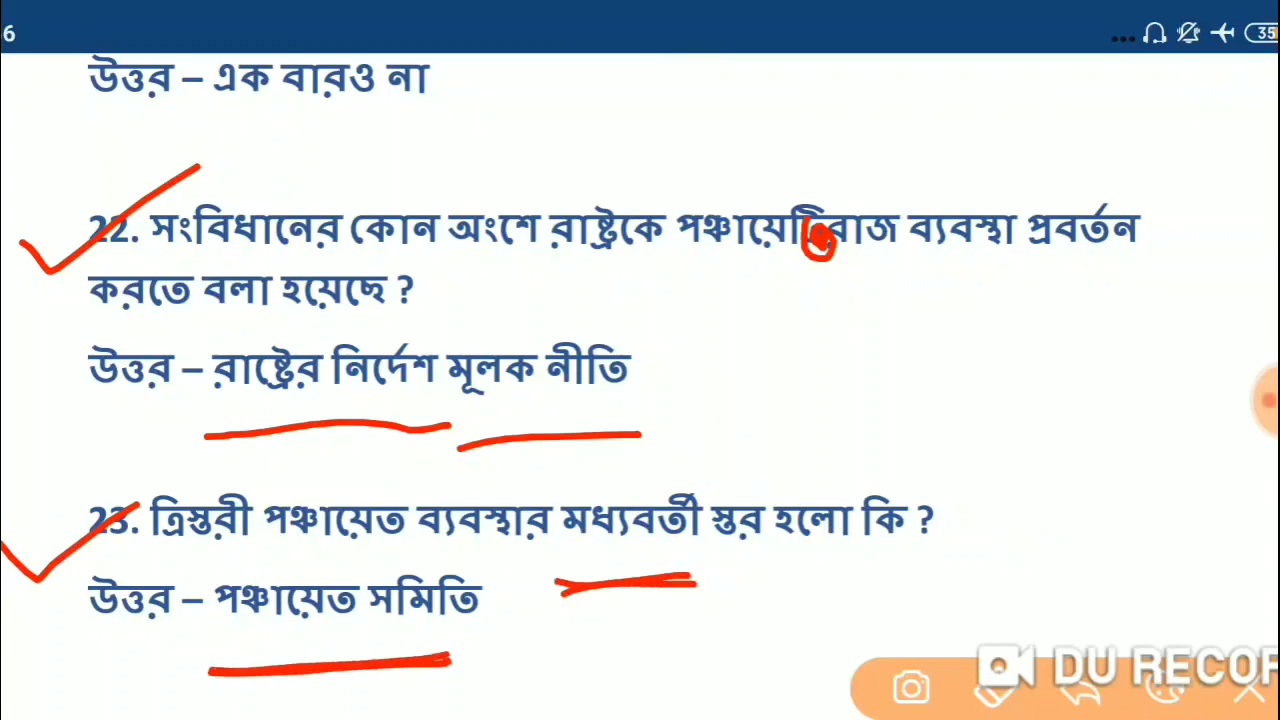 6
35
উত্তর – এক বারও না
22. সংবিধানের কোন অংশে রাষ্ট্রকে পঞ্চায়েতিরাজ ব্যবস্থা প্রবর্তন
করতে বলা হয়েছে ?
উত্তর – রাষ্ট্রের নির্দেশ মূলক নীতি
23. ত্রিস্তরী পঞ্চায়েত ব্যবস্থার মধ্যবর্তী স্তর হলো কি ?
উত্তর – পঞ্চায়েত সমিতি
DU RECOR